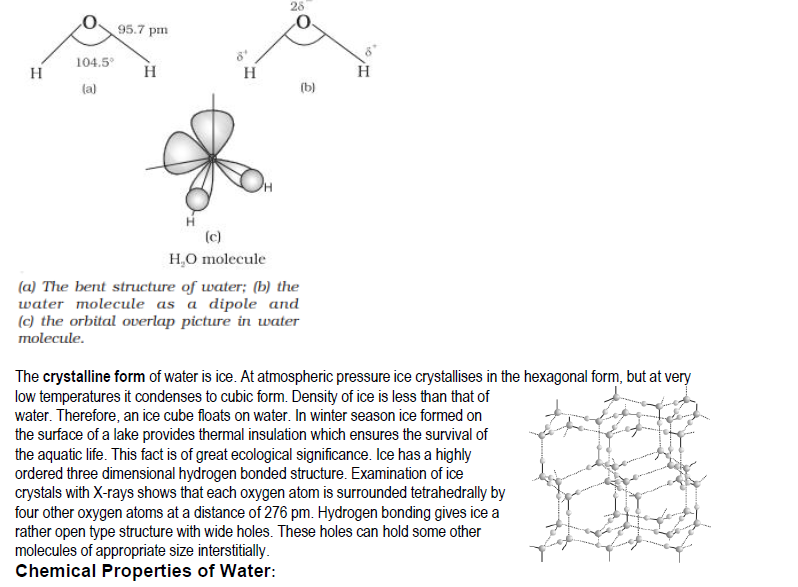 2δ
O 95.7 pm O
104.5° δ+ δ+
H H H H
(a) (b)
H
H
(c)
H₂O molecule
(a) The bent structure of water; (b) the
water molecule as a dipole and
(c) the orbital overlap picture in water
molecule.
The crystalline form of water is ice. At atmospheric pressure ice crystallises in the hexagonal form, but at very
low temperatures it condenses to cubic form. Density of ice is less than that of
water. Therefore, an ice cube floats on water. In winter season ice formed on
the surface of a lake provides thermal insulation which ensures the survival of
the aquatic life. This fact is of great ecological significance. Ice has a highly
ordered three dimensional hydrogen bonded structure. Examination of ice
crystals with X-rays shows that each oxygen atom is surrounded tetrahedrally by
four other oxygen atoms at a distance of 276 pm. Hydrogen bonding gives ice a
rather open type structure with wide holes. These holes can hold some other
molecules of appropriate size interstitially.
Chemical Properties of Water: